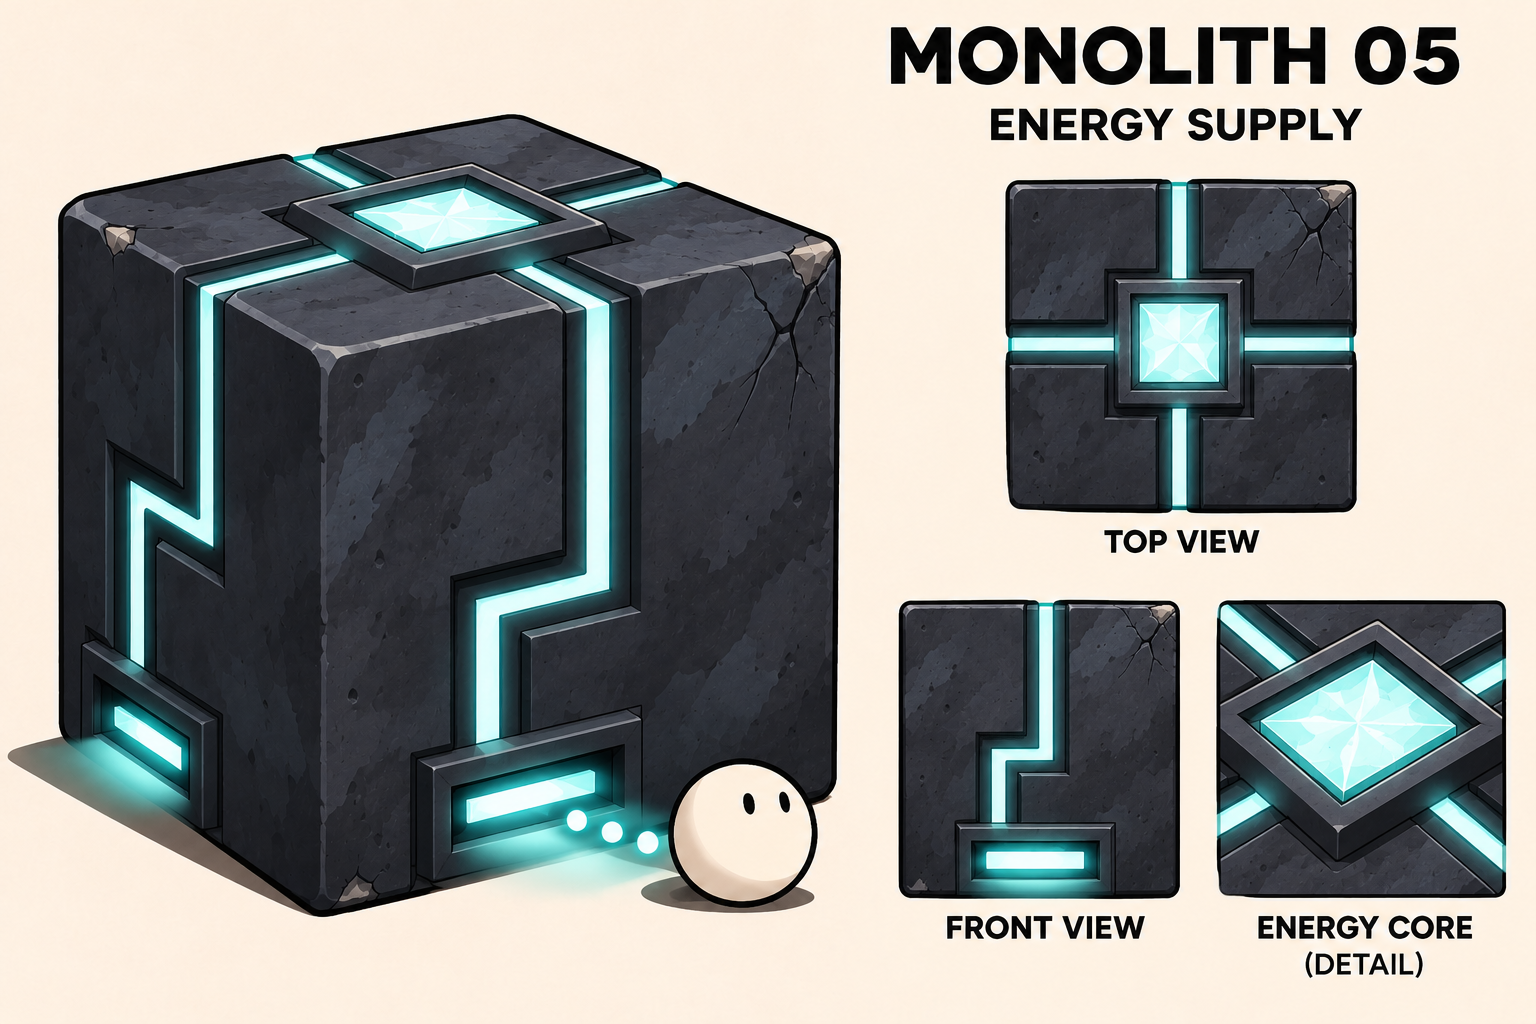 MONOLITH 05
ENERGY SUPPLY
TOP VIEW
FRONT VIEW
ENERGY CORE
(DETAIL)